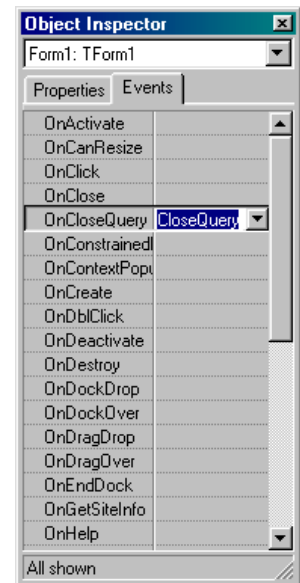 Object Inspector
Form1: TForm1
Properties Events
OnActivate
OnCanResize
OnClick
OnClose
OnCloseQuery CloseQuery
OnConstrainedI
OnContextPopu
OnCreate
OnDblClick
OnDeactivate
OnDestroy
OnDockDrop
OnDockOver
OnDragDrop
OnDragOver
OnEndDock
OnGetSiteInfo
OnHelp
All shown